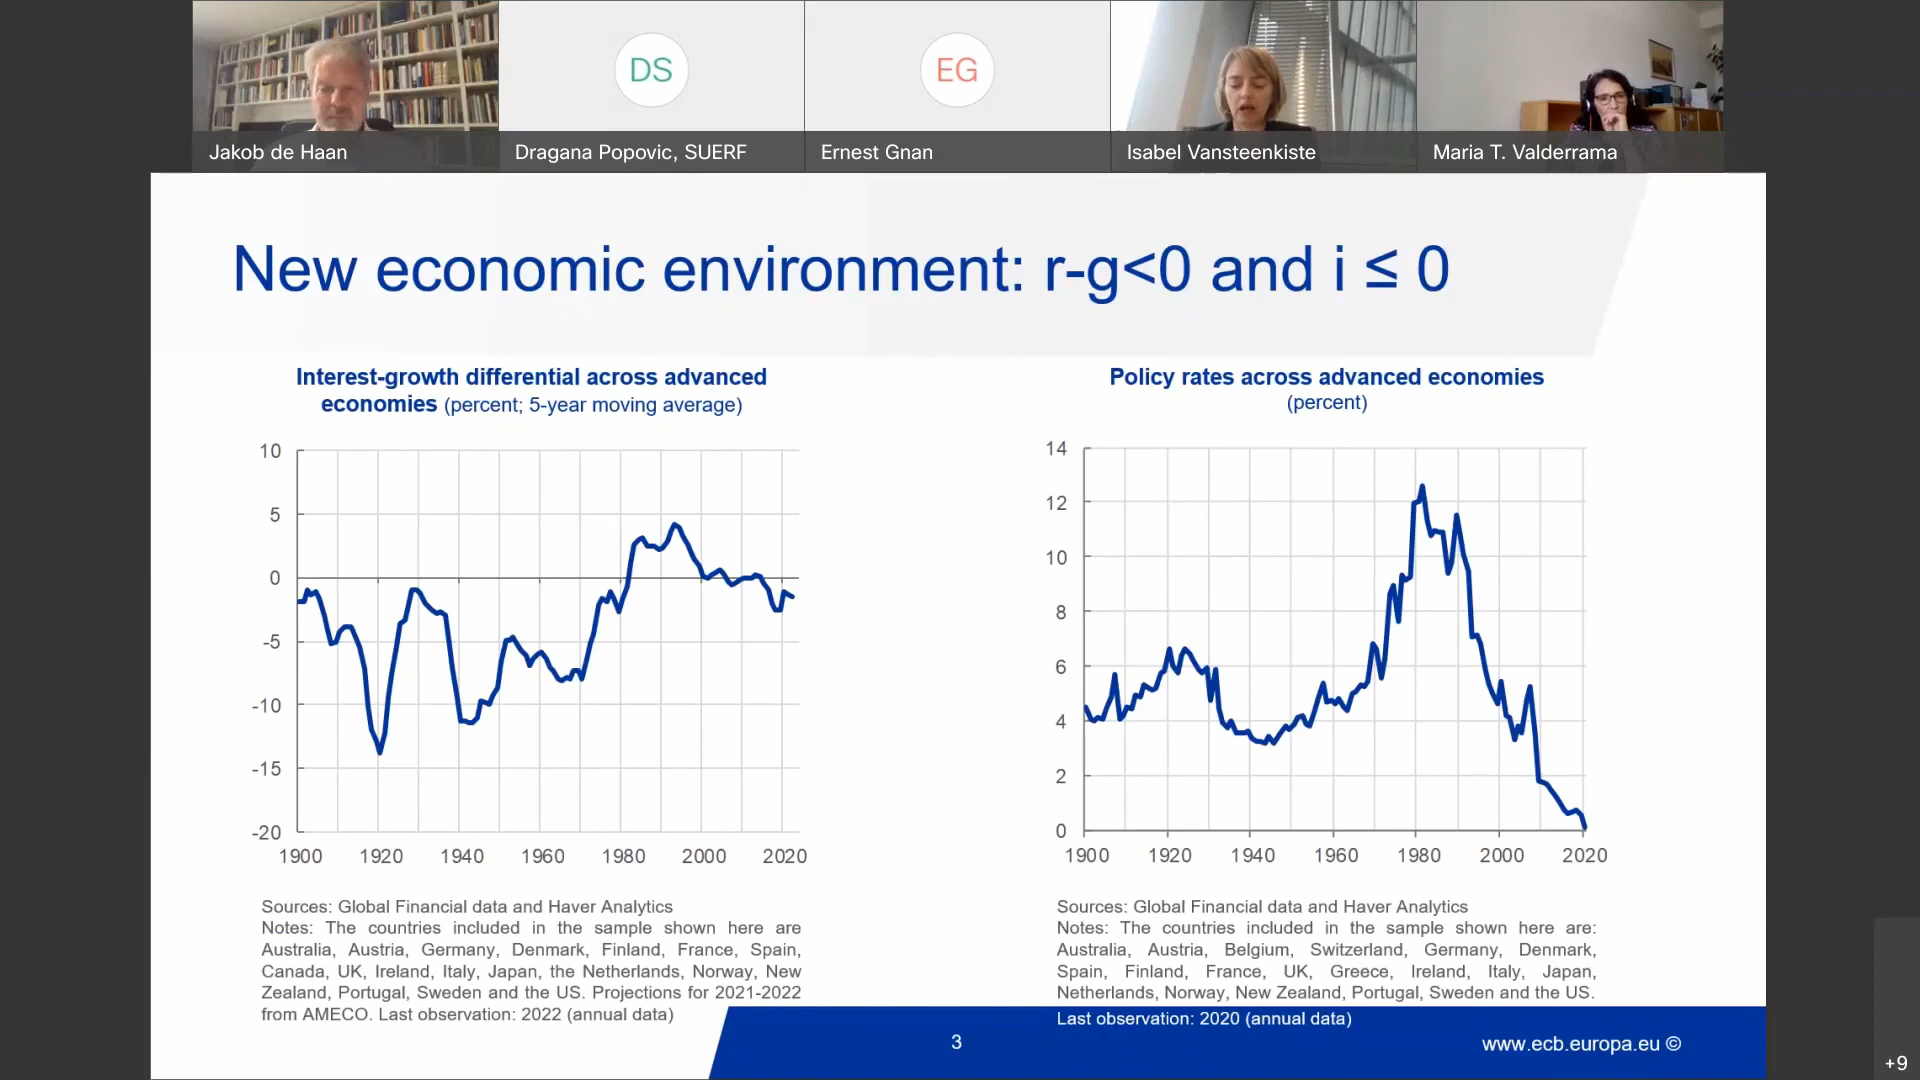 DS
EG
Jakob de Haan
Dragana Popovic, SUERF
Ernest Gnan
Isabel Vansteenkiste
Maria T. Valderrama
New economic environment: r-g<0 and i ≤ 0
Interest-growth differential across advanced
economies (percent; 5-year moving average)
10
5
0
-5
-10
-15
-20
1900 1920 1940 1960 1980 2000 2020
Sources: Global Financial data and Haver Analytics
Notes: The countries included in the sample shown here are
Australia, Austria, Germany, Denmark, Finland, France, Spain,
Canada, UK, Ireland, Italy, Japan, the Netherlands, Norway, New
Zealand, Portugal, Sweden and the US. Projections for 2021-2022
from AMECO. Last observation: 2022 (annual data)
Policy rates across advanced economies
(percent)
14
12
10
8
6
4
2
0
1900 1920 1940 1960 1980 2000 2020
Sources: Global Financial data and Haver Analytics
Notes: The countries included in the sample shown here are:
Australia, Austria, Belgium, Switzerland, Germany, Denmark,
Spain, Finland, France, UK, Greece, Ireland, Italy, Japan,
Netherlands, Norway, New Zealand, Portugal, Sweden and the US.
Last observation: 2020 (annual data)
3
www.ecb.europa.eu ©
+9